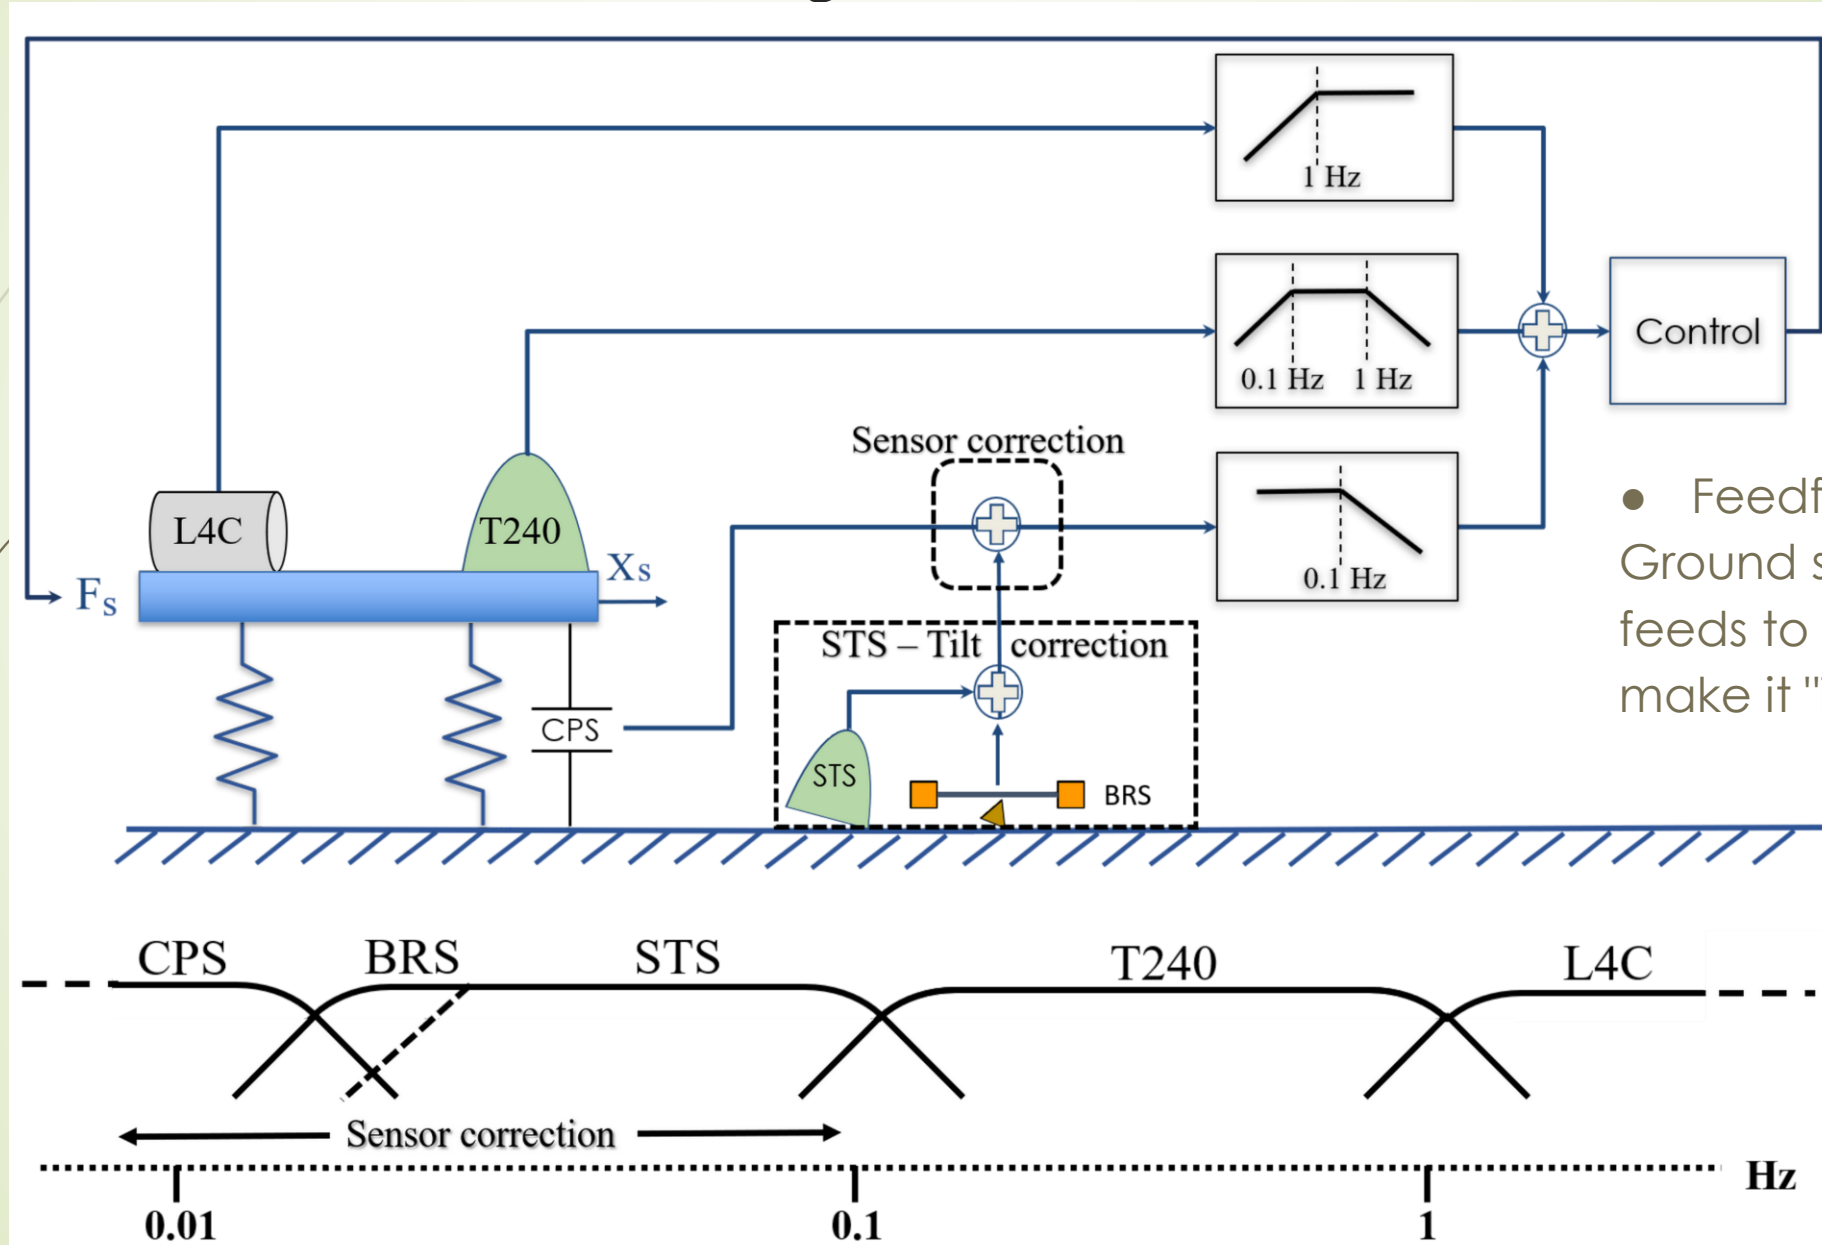 1 Hz
0.1 Hz 1 Hz
Control
Sensor correction
L4C
T240
Xs
Fs
0.1 Hz
● Feedf
Ground s
feeds to
make it "
STS – Tilt correction
CPS
STS
BRS
CPS BRS STS T240 L4C
Sensor correction
Hz
0.01 0.1 1